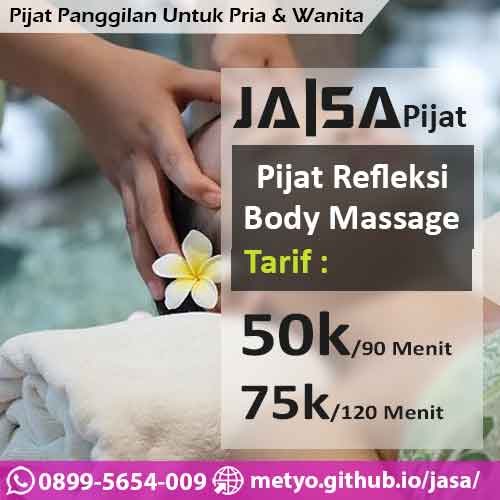 Pijat Panggilan Untuk Pria & Wanita
JA|SA Pijat
Pijat Refleksi
Body Massage
Tarif :
50k/90 Menit
75k/120 Menit
0899-5654-009 metyo.github.io/jasa/